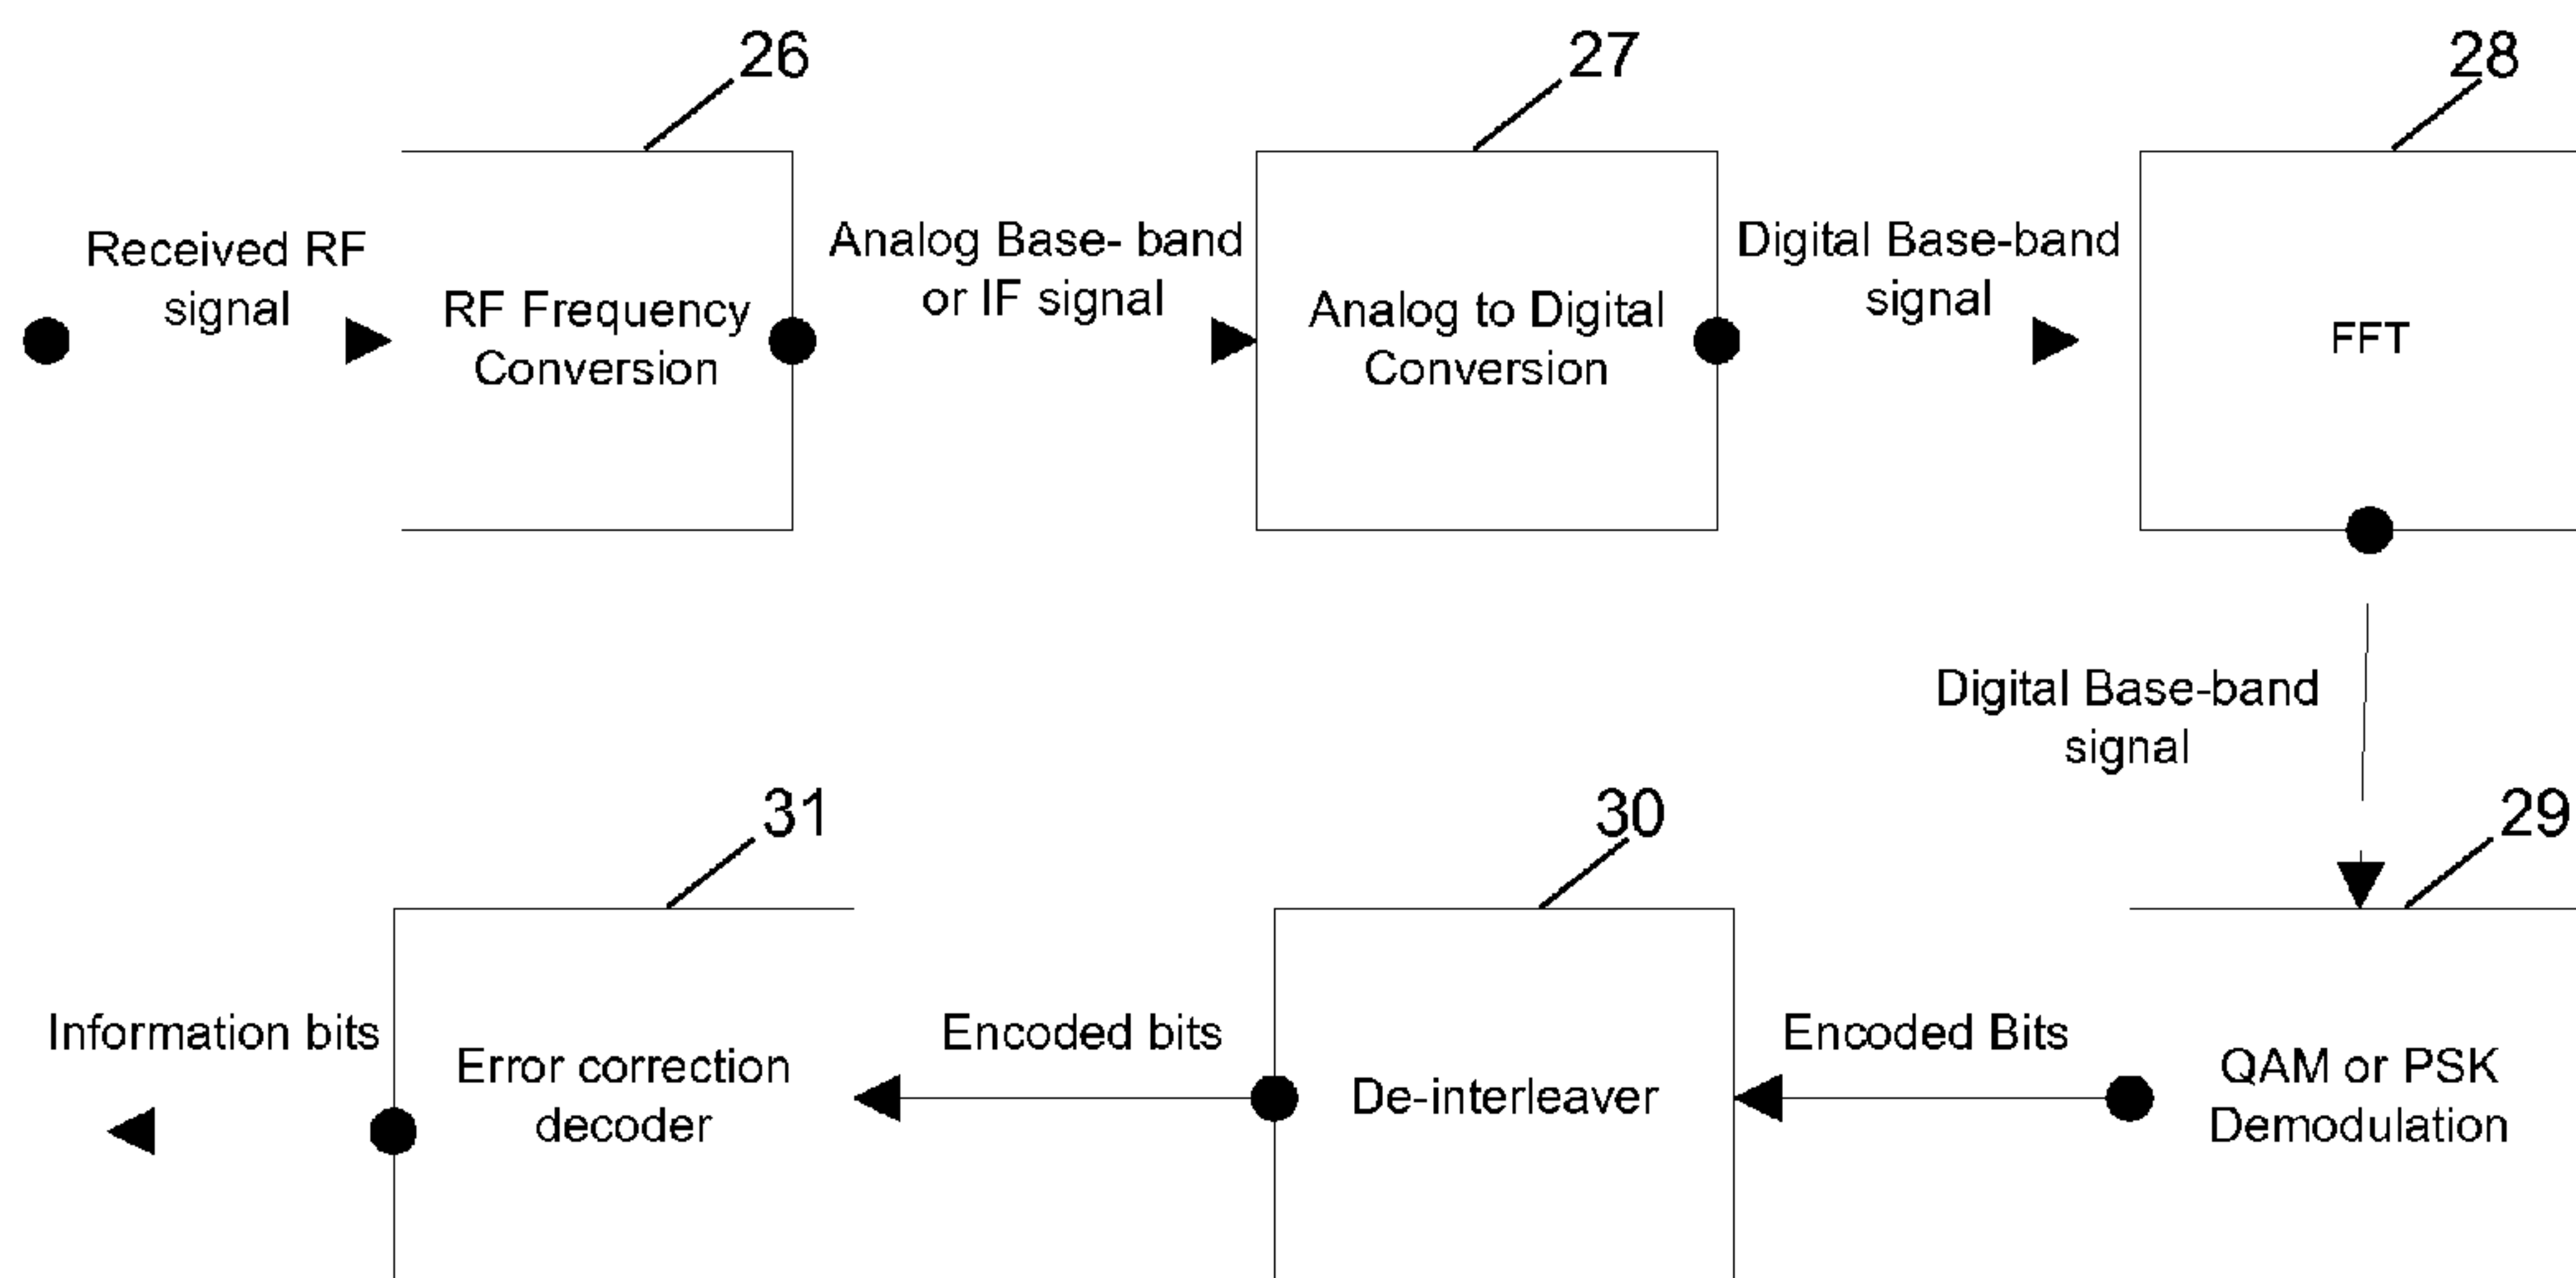 26
27
28
Received RF
signal
RF Frequency
Conversion
Analog Base- band
or IF signal
Analog to Digital
Conversion
Digital Base-band
signal
FFT
Digital Base-band
signal
31
30
29
Information bits
Error correction
decoder
Encoded bits
De-interleaver
Encoded Bits
QAM or PSK
Demodulation